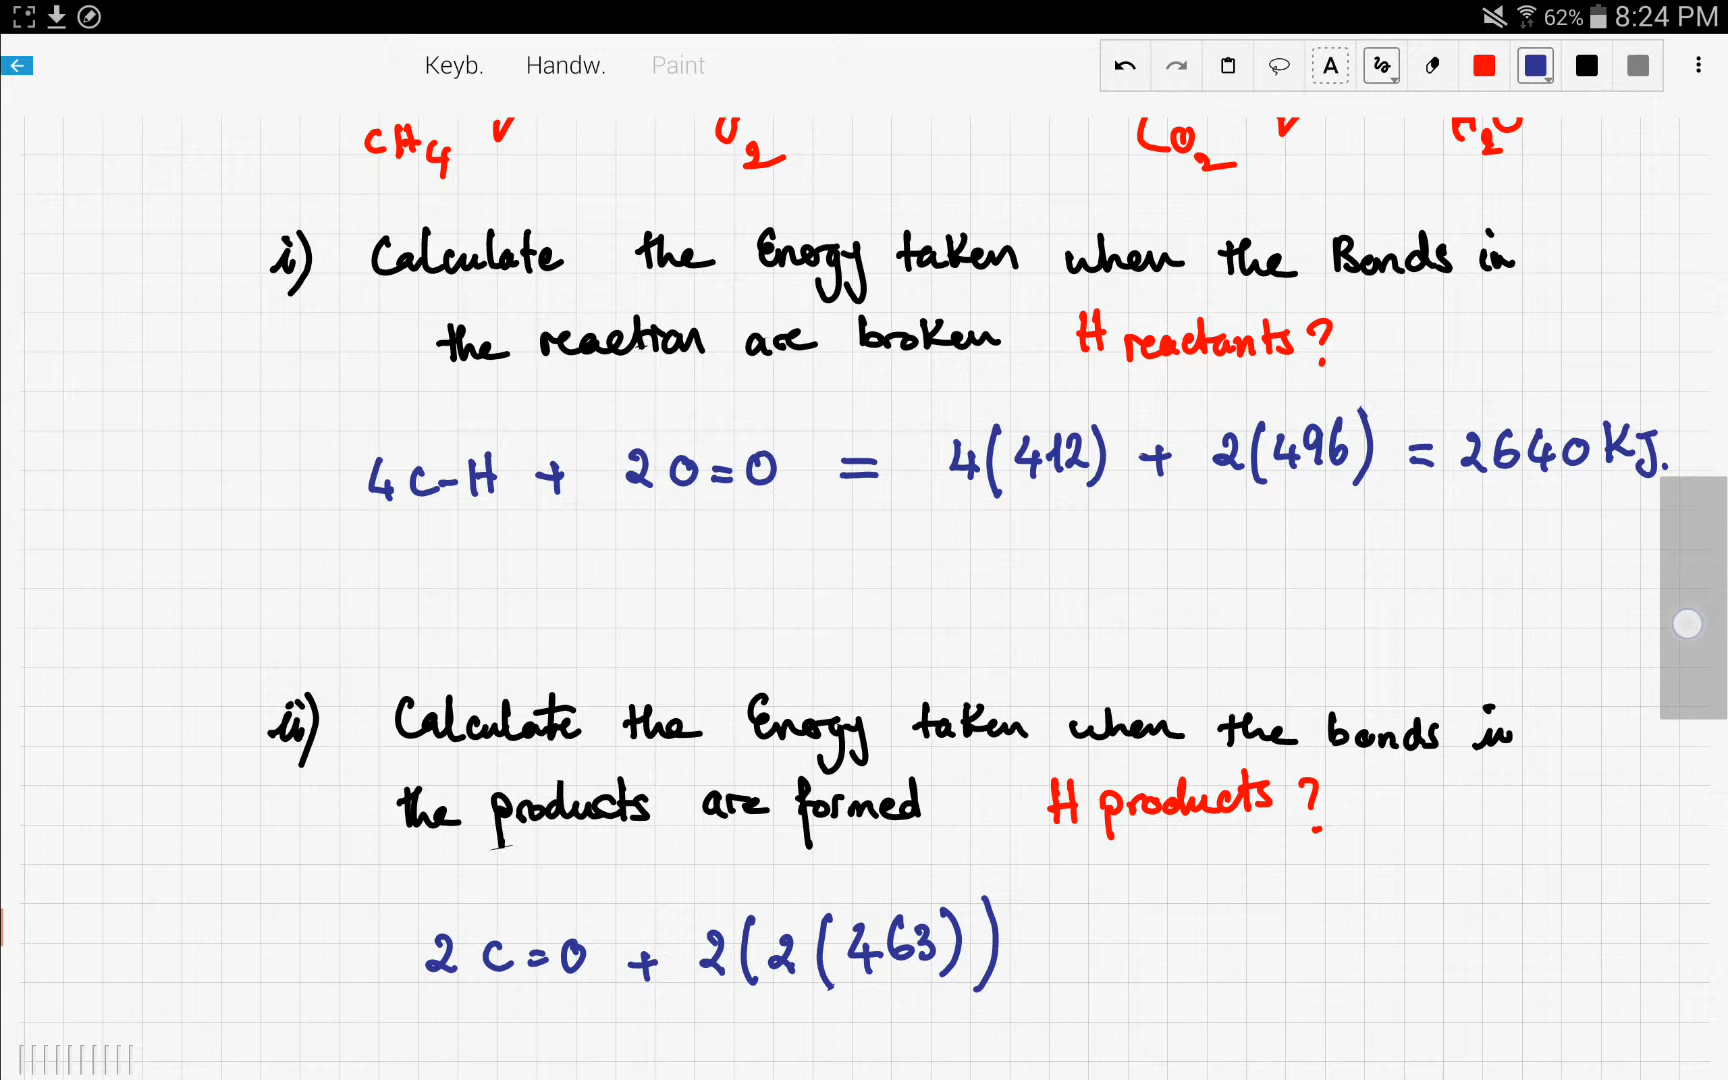 62% 8:24 PM
Keyb. Handw. Paint A
CH4 O2 CO2 H2O
i) Calculate the Energy taken when the Bonds in
the reaction are broken H reactants?
4 C-H + 2 O=O = 4(412) + 2(496) = 2640 KJ.
ii) Calculate the Energy taken when the bonds in
the products are formed H products?
2 C=O + 2(2(463))